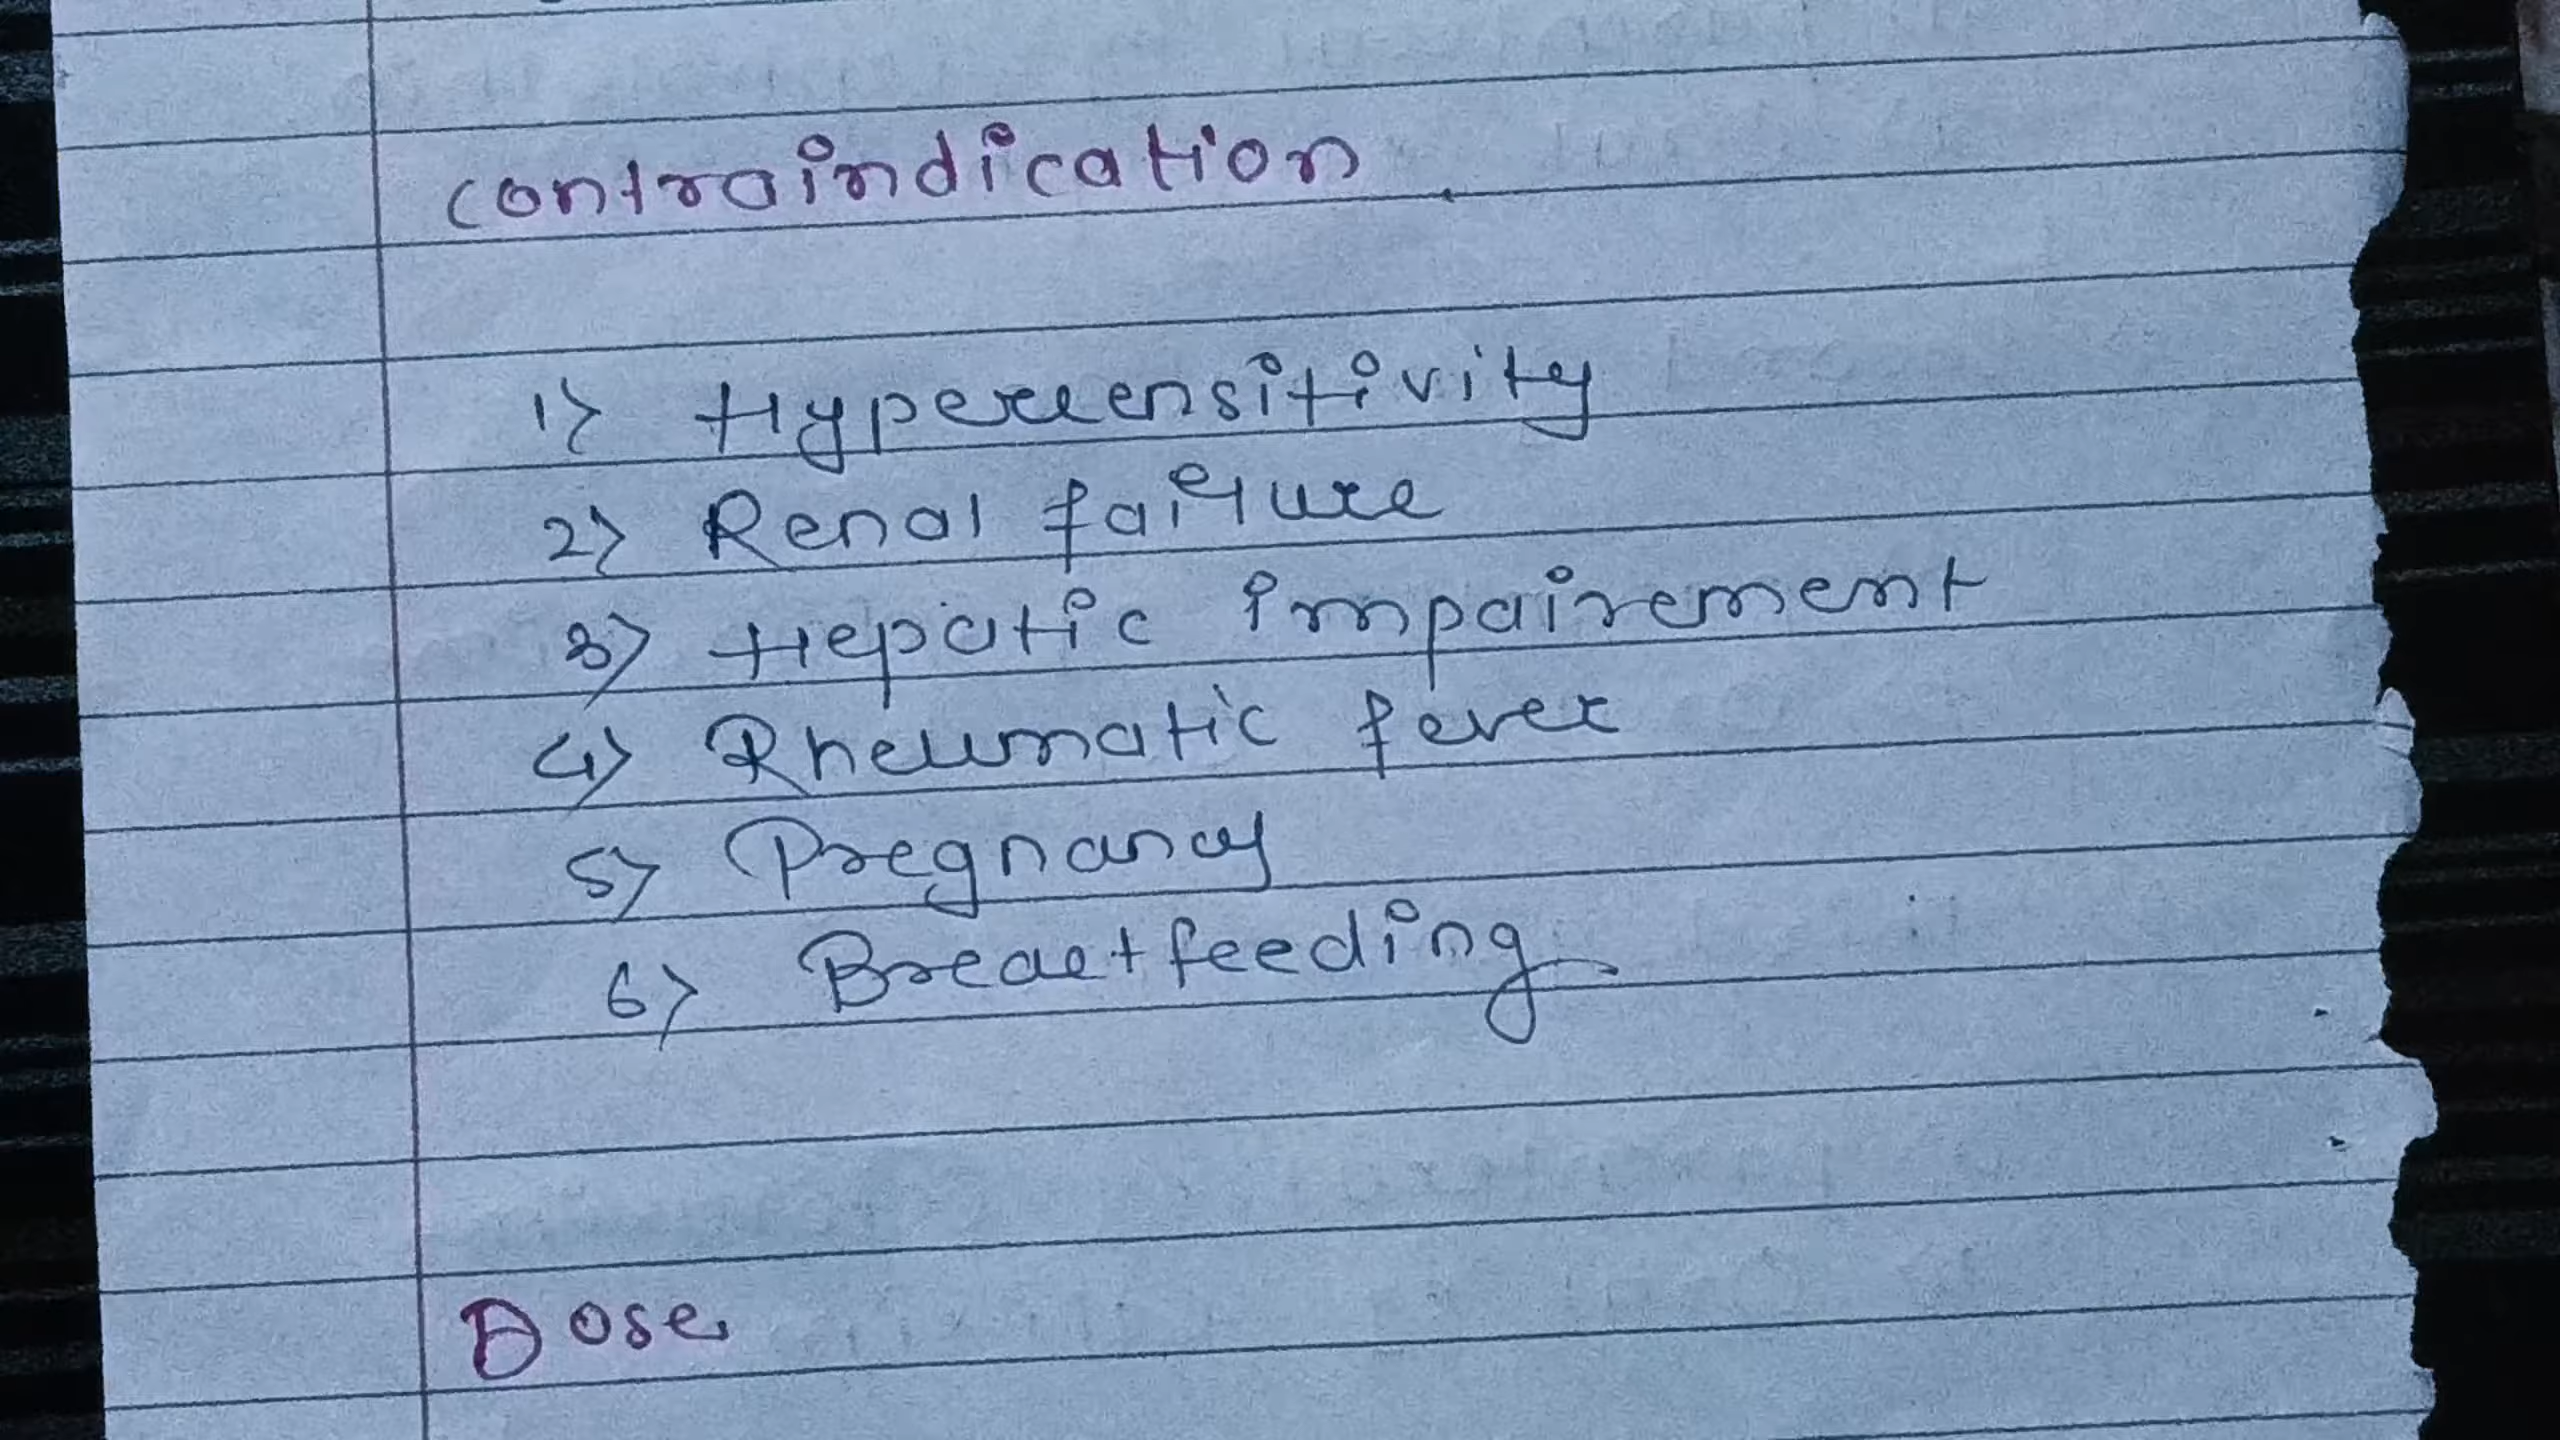 Contraindication
1) Hypersensitivity
2) Renal failure
3) Hepatic impairement
4) Rheumatic fever
5) Pregnancy
6) Breastfeeding
Dose